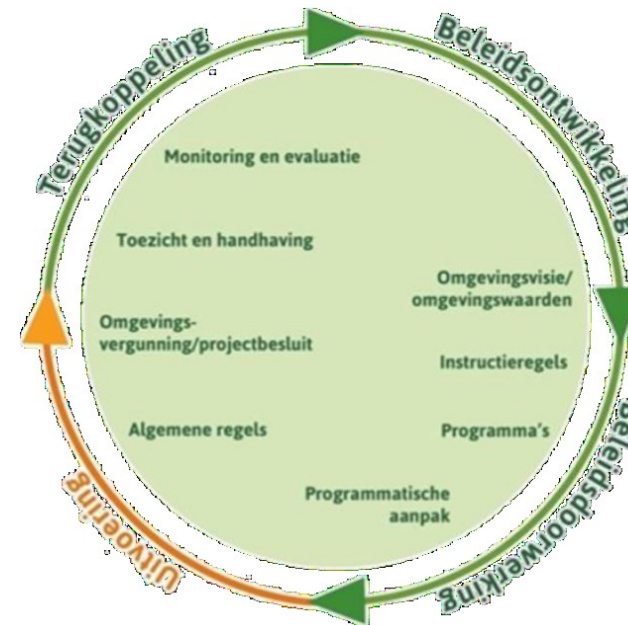 Terugkoppeling
Beleidsontwikkeling
Monitoring en evaluatie
Toezicht en handhaving
Omgevingsvisie/
omgevingswaarden
Omgevings-
vergunning/projectbesluit
Instructieregels
Algemene regels
Programma's
Programmatische
aanpak
Beleidsdoorwerking
Uitvoering